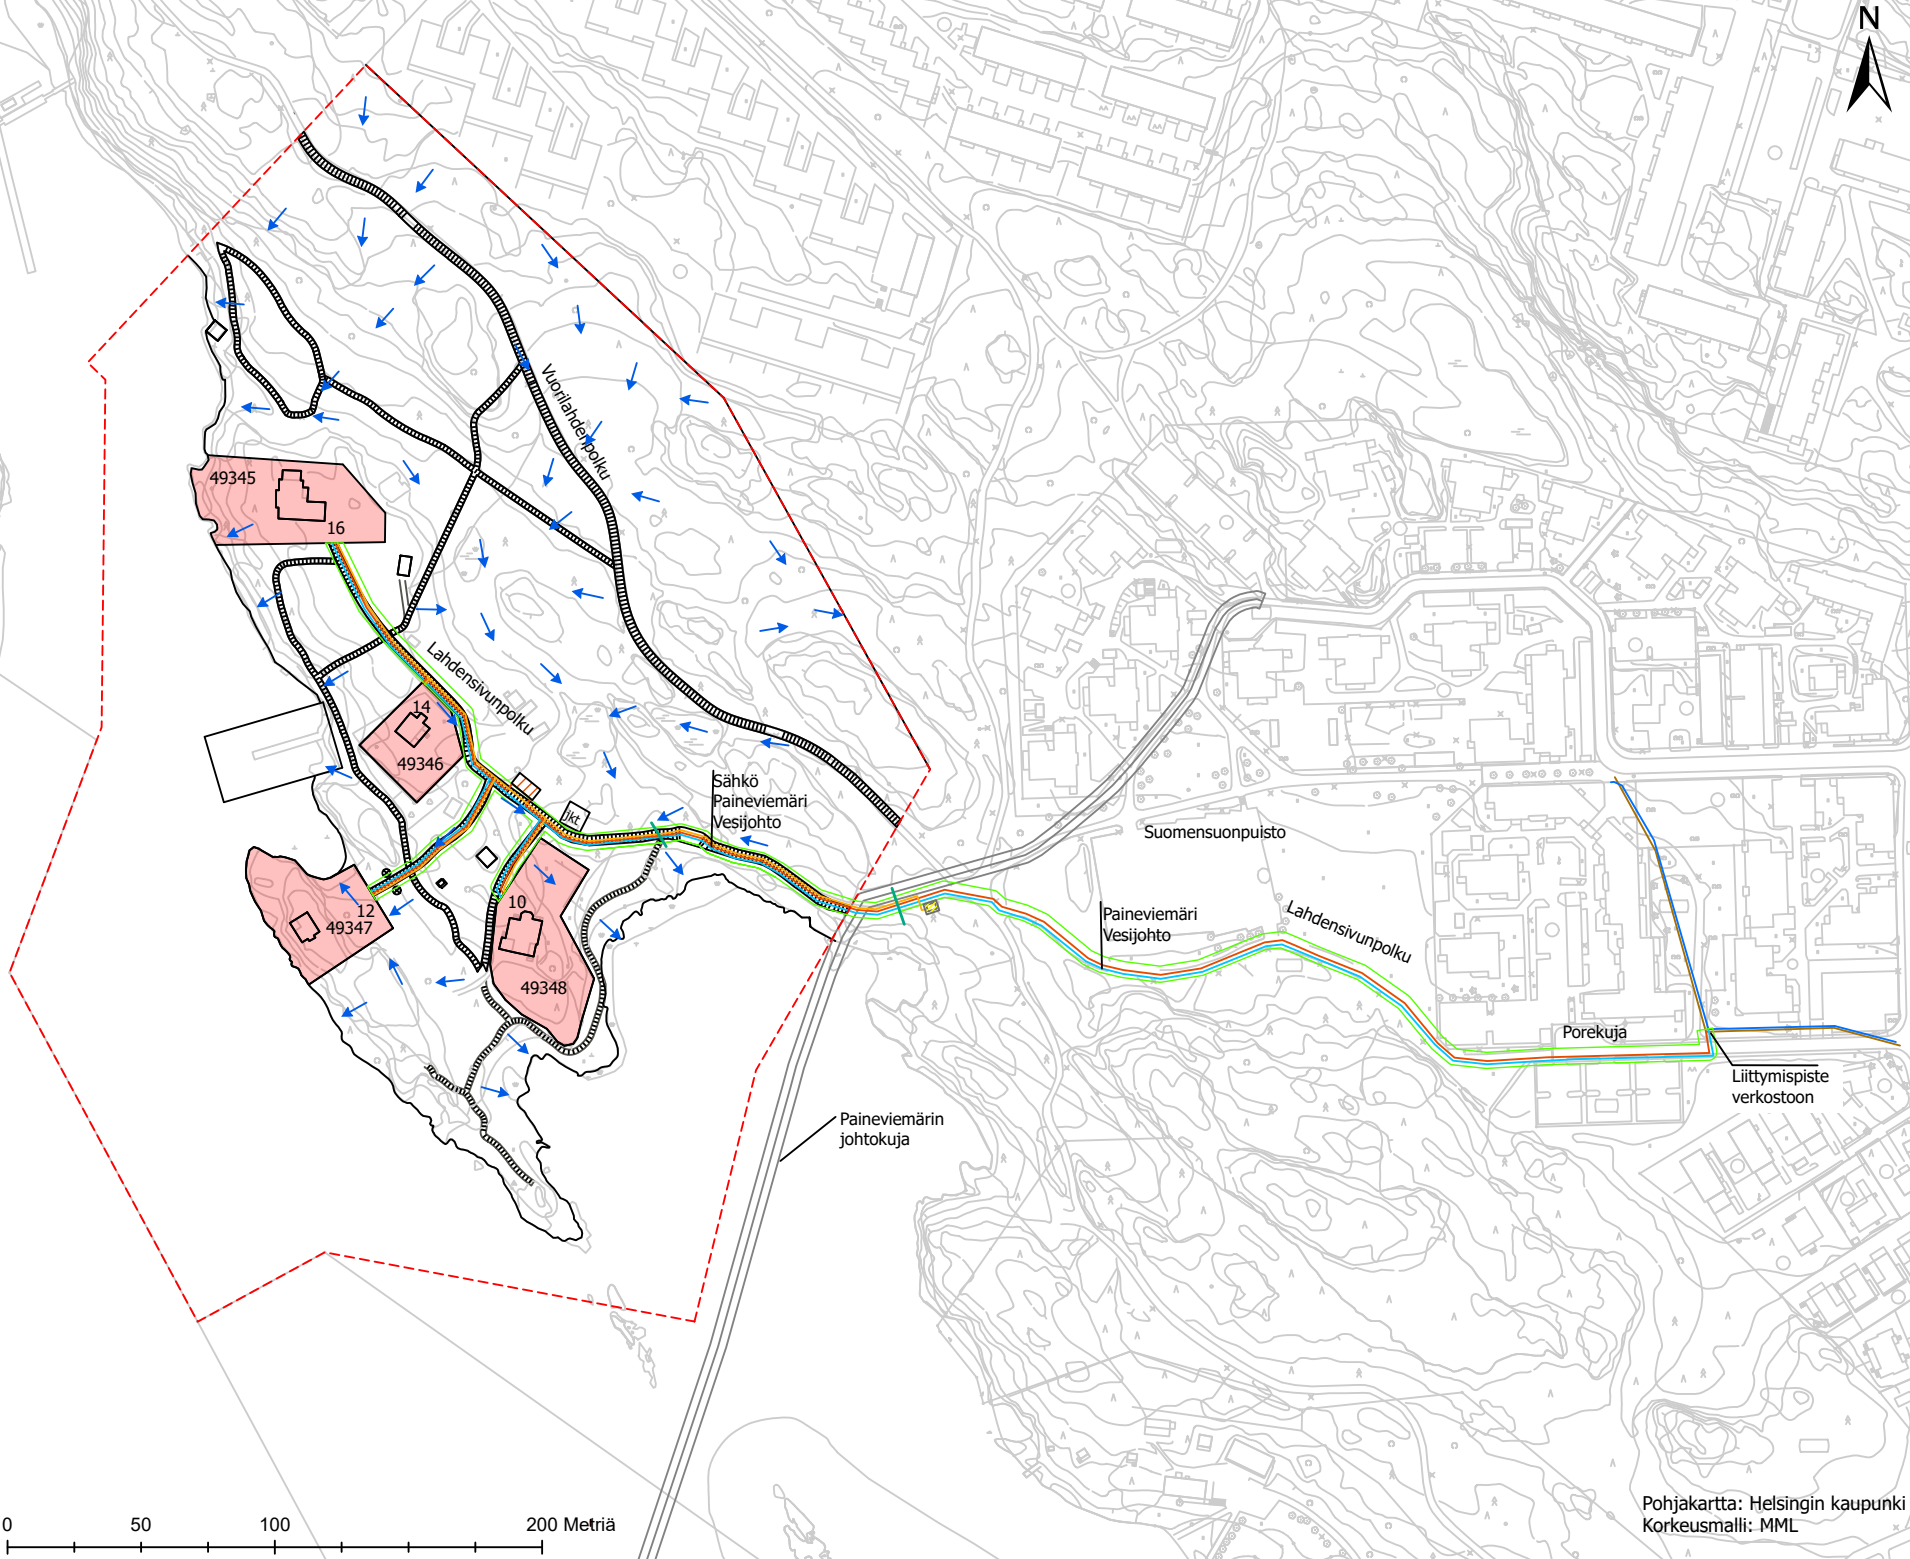 N
Vuorilahdenpolku
49345
16
Lahdensivunpolku
14
49346
Sähkö
Paineviemäri
Vesijohto
jkt
Suomensuonpuisto
12
49347
10
49348
Paineviemäri
Vesijohto
Lahdensivunpolku
Porekuja
Liittymispiste
verkostoon
Paineviemärin
johtokuja
0 50 100 200 Metriä
Pohjakartta: Helsingin kaupunki
Korkeusmalli: MML